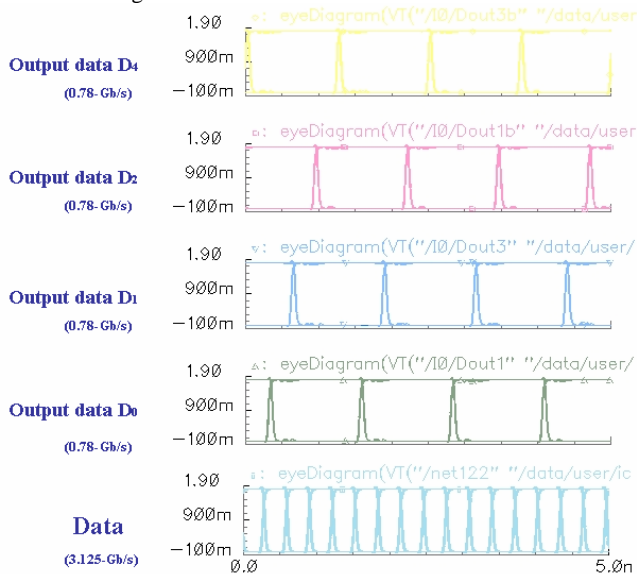 o: eyeDiagram(VT("/I0/Dout3b" "/data/user
1.90
Output data D4
900m
(0.78-Gb/s)
-100m
eyeDiagram(VT("/I0/Dout1b" "/data/user
1.90
Output data D2
900m
(0.78-Gb/s)
-100m
eyeDiagram(VT("/I0/Dout3" "/data/user/
1.90
Output data D1
900m
(0.78-Gb/s)
-100m
eyeDiagram(VT("/I0/Dout1" "/data/user/
1.90
Output data D0
900m
(0.78-Gb/s)
-100m
eyeDiagram(VT("/net122" "/data/user/ic
1.90
Data
900m
(3.125-Gb/s)
-100m
0.0
5.0n